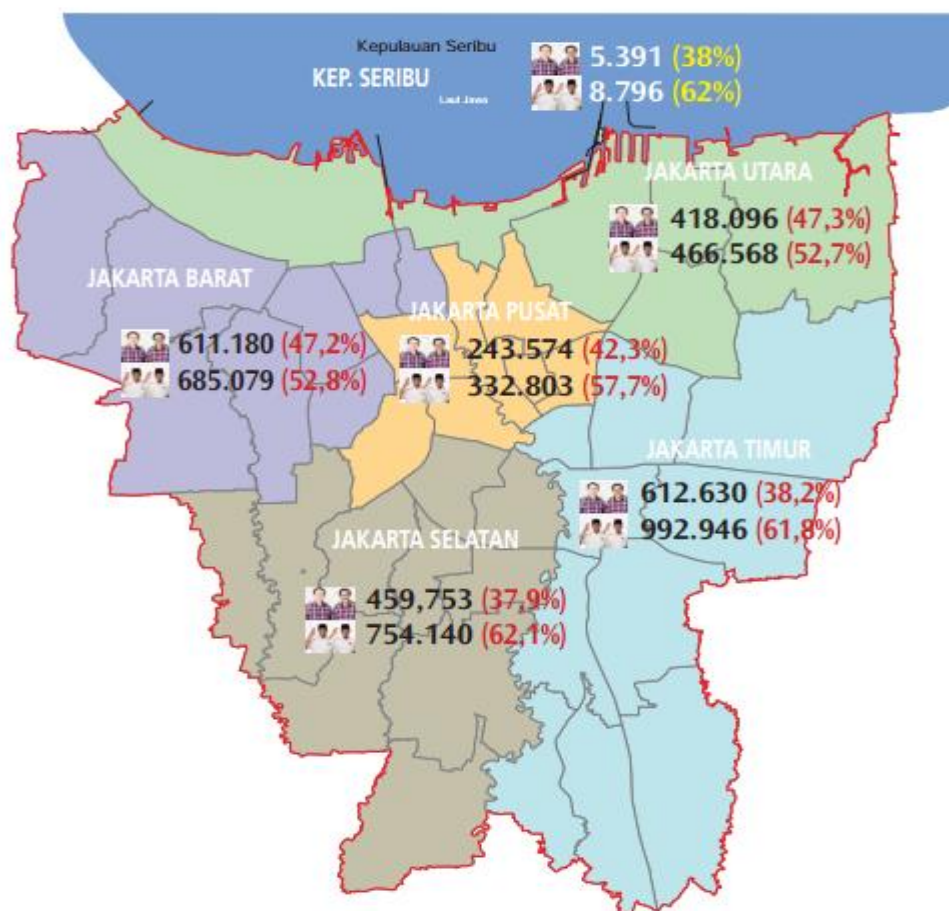 Kepulauan Seribu
KEP. SERIBU
Laut Jawa
5.391 (38%)
8.796 (62%)
JAKARTA UTARA
418.096 (47,3%)
466.568 (52,7%)
JAKARTA BARAT
611.180 (47,2%)
685.079 (52,8%)
JAKARTA PUSAT
243.574 (42,3%)
332.803 (57,7%)
JAKARTA TIMUR
612.630 (38,2%)
992.946 (61,8%)
JAKARTA SELATAN
459,753 (37,9%)
754.140 (62,1%)